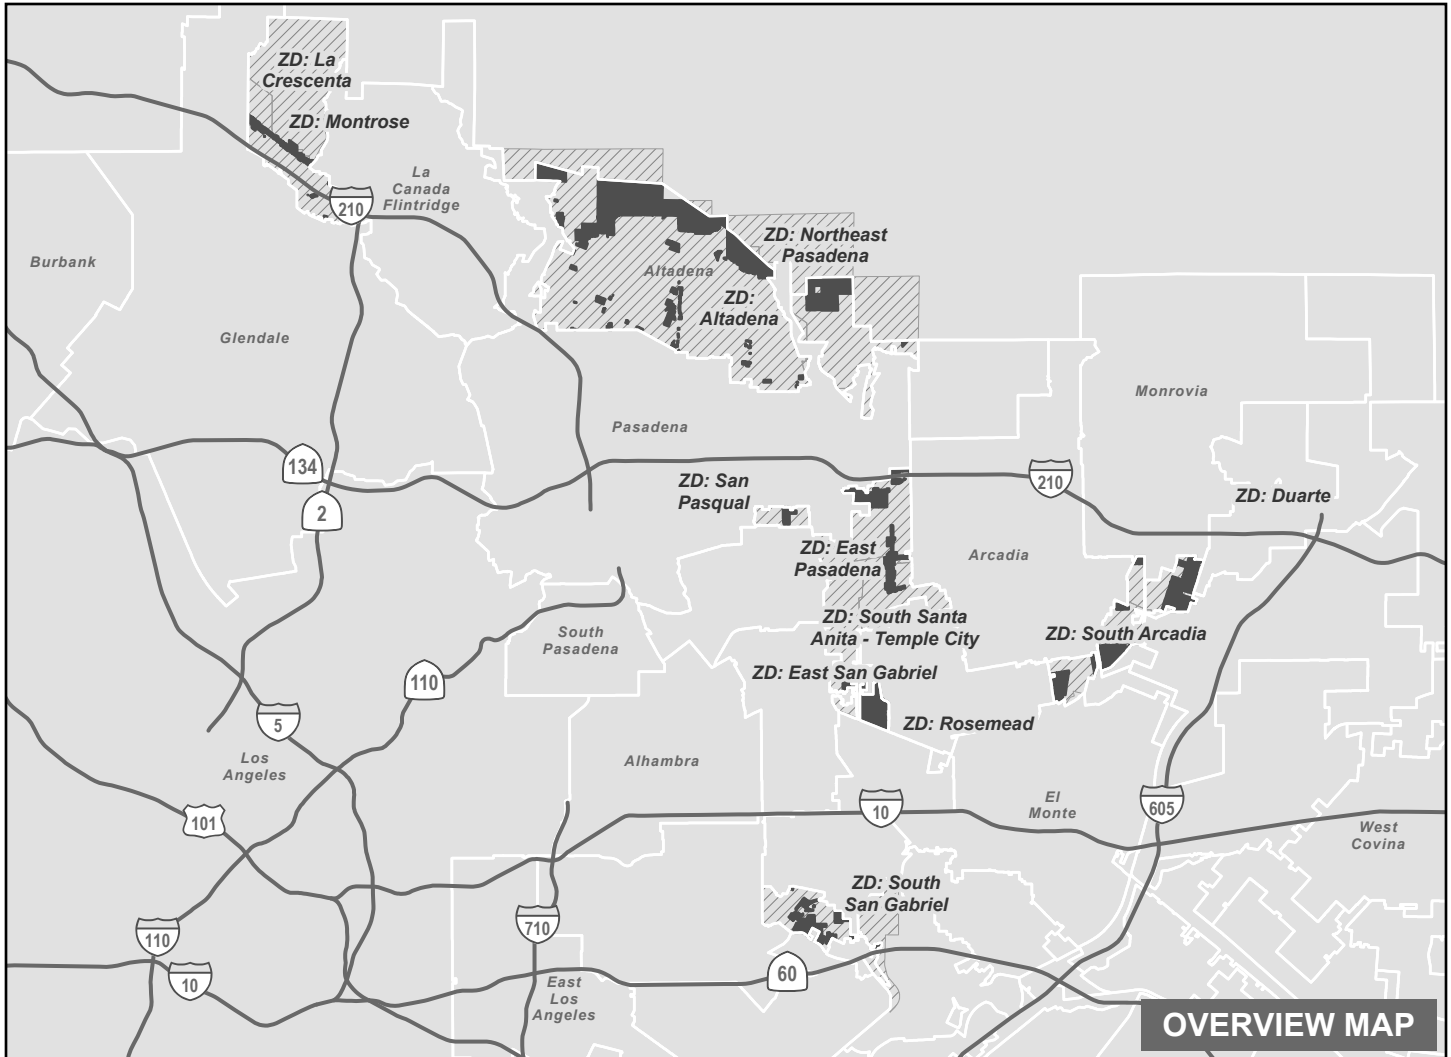 ZD: La
Crescenta
ZD: Montrose
La
Canada
Flintridge
210
ZD: Northeast
Pasadena
Burbank
Altadena
ZD:
Altadena
Glendale
Monrovia
Pasadena
134
ZD: San
Pasqual
210
ZD: Duarte
2
ZD: East
Pasadena
Arcadia
ZD: South Santa
Anita - Temple City
South
Pasadena
ZD: South Arcadia
ZD: East San Gabriel
110
5
ZD: Rosemead
Los
Angeles
Alhambra
101
10
El
Monte
605
West
Covina
ZD: South
San Gabriel
110
710
10
60
East
Los
Angeles
OVERVIEW MAP